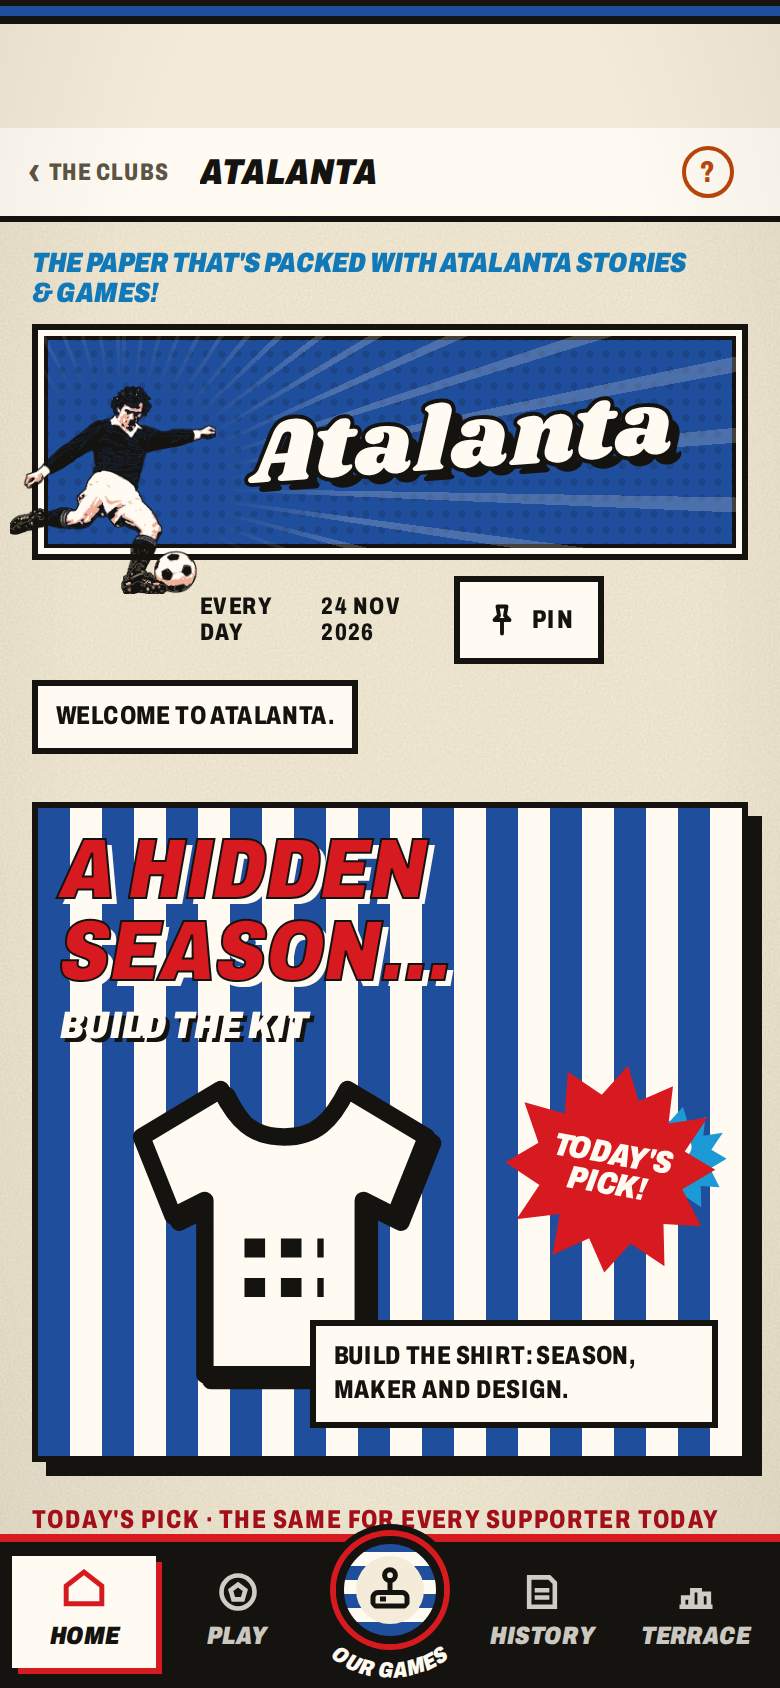 ‹ THE CLUBS
ATALANTA
?
THE PAPER THAT'S PACKED WITH ATALANTA STORIES
& GAMES!
Atalanta
EVERY
DAY
24 NOV
2026
PIN
WELCOME TO ATALANTA.
A HIDDEN
SEASON...
BUILD THE KIT
TODAY'S
PICK!
BUILD THE SHIRT: SEASON,
MAKER AND DESIGN.
TODAY'S PICK · THE SAME FOR EVERY SUPPORTER TODAY
HOME
PLAY
OUR GAMES
HISTORY
TERRACE